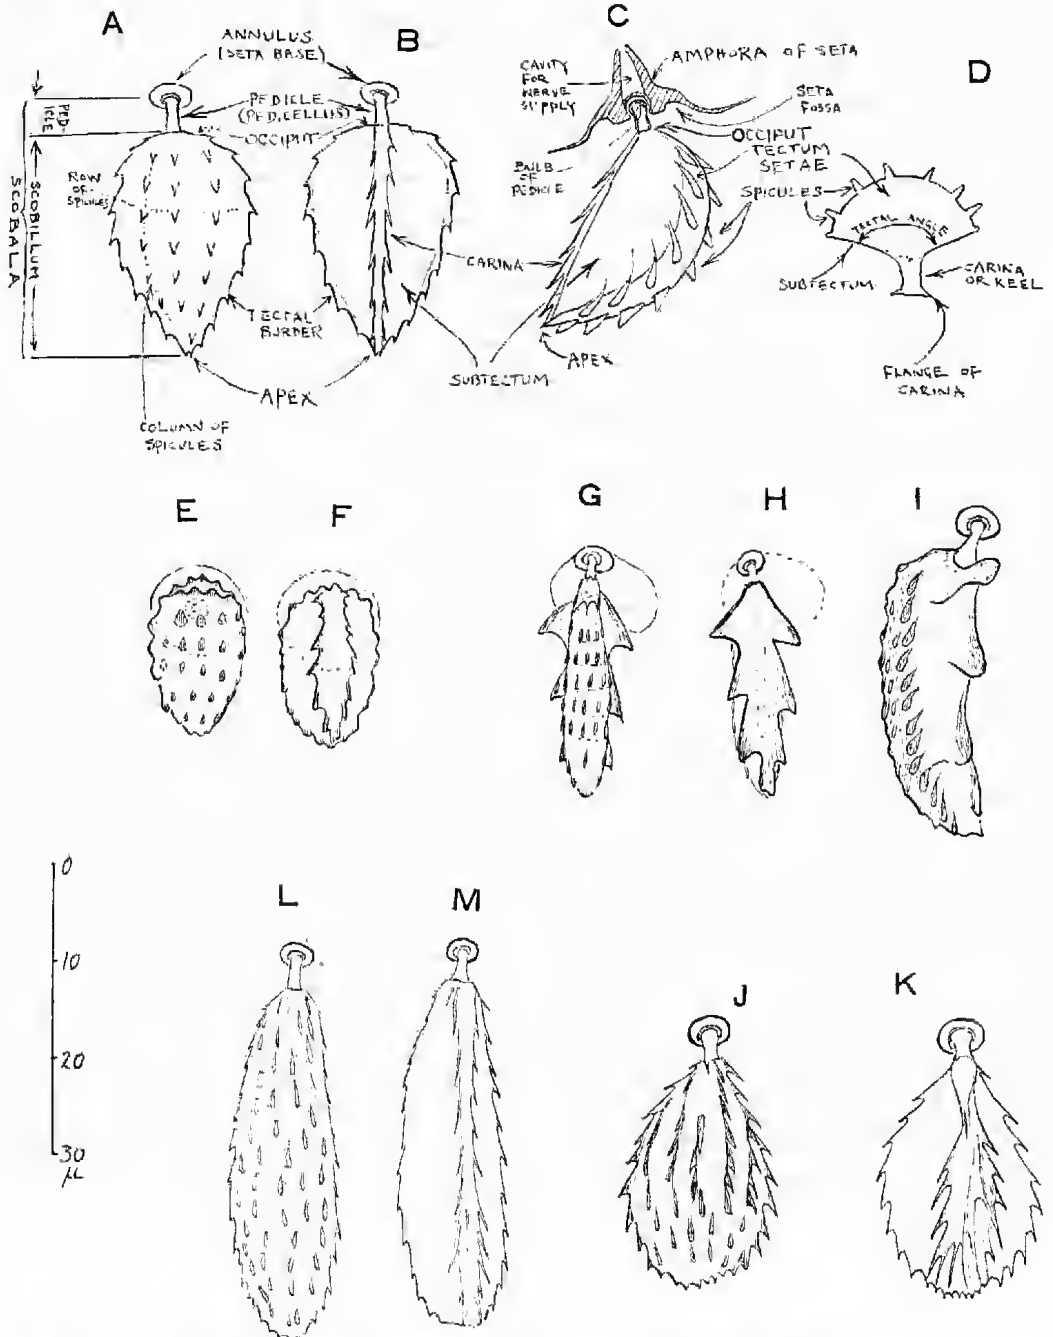 A
ANNULUS
(SETA BASE)
B
C
AMPHORA OF SETA
D
CAVITY
FOR
NERVE
SUPPLY
SETA
FOSSA
PED-
ICLE
PEDICLE
(PEDICELLUS)
OCCIPUT
OCCIPUT
TECTUM
SETAE
BULB
OF
PEDICLE
SPICULES
ROW
OF
SPICULES
SCOBILLUM
SCOBALA
TECTAL ANGLE
CARINA
SUBTECTUM
CARINA
OR KEEL
TECTAL
BORDER
SUBTECTUM
APEX
APEX
FLANGE OF
CARINA
COLUMN OF
SPICULES
E
F
G
H
I
0
10
20
30
μ
L
M
J
K